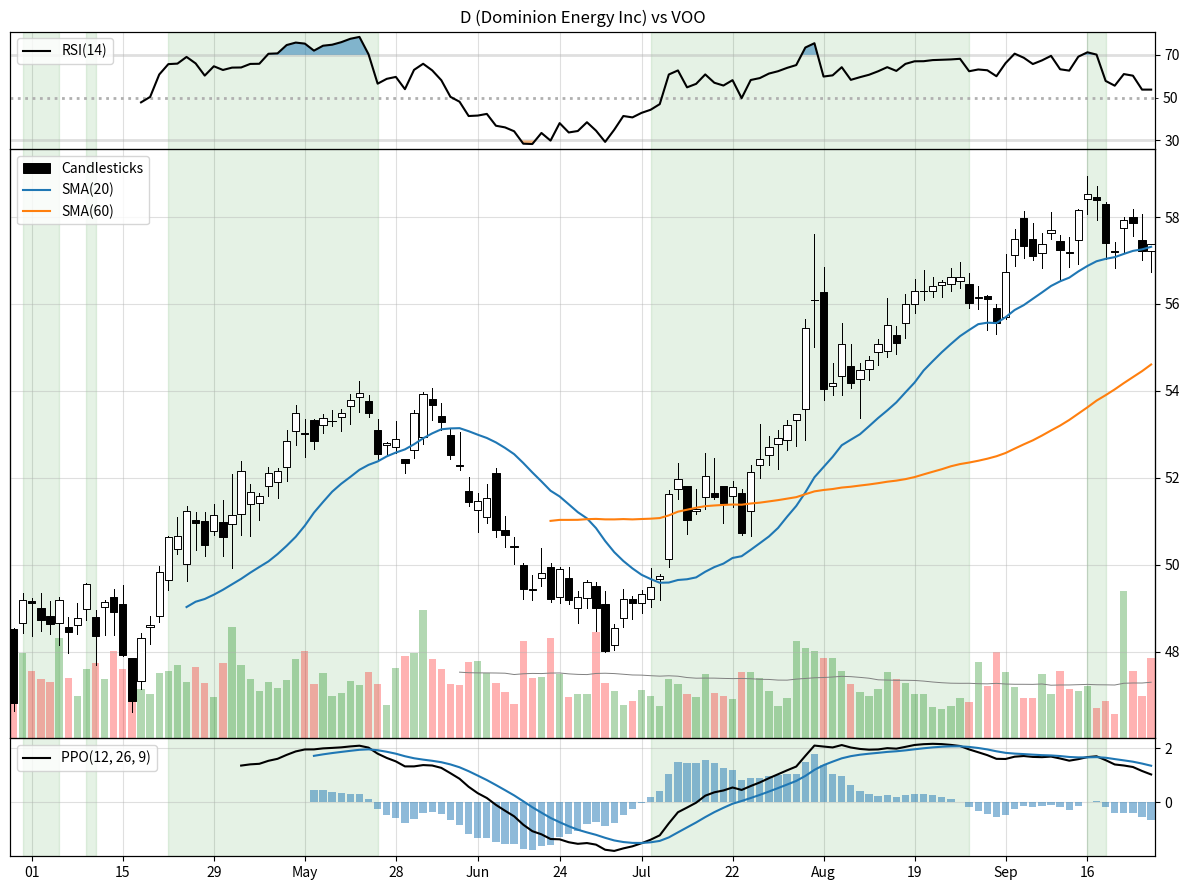 D (Dominion Energy Inc) vs VOO
RSI(14)
70
50
30
Candlesticks
SMA(20)
SMA(60)
58
56
54
52
50
48
PPO(12, 26, 9)
2
0
01 15 29 May 28 Jun 24 Jul 22 Aug 19 Sep 16